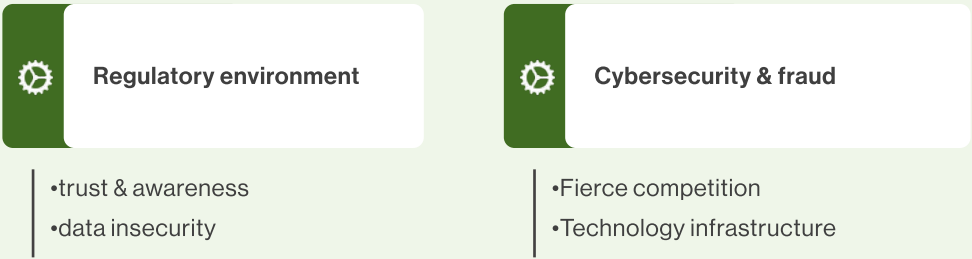 Regulatory environment
•trust & awareness
•data insecurity
Cybersecurity & fraud
•Fierce competition
•Technology infrastructure